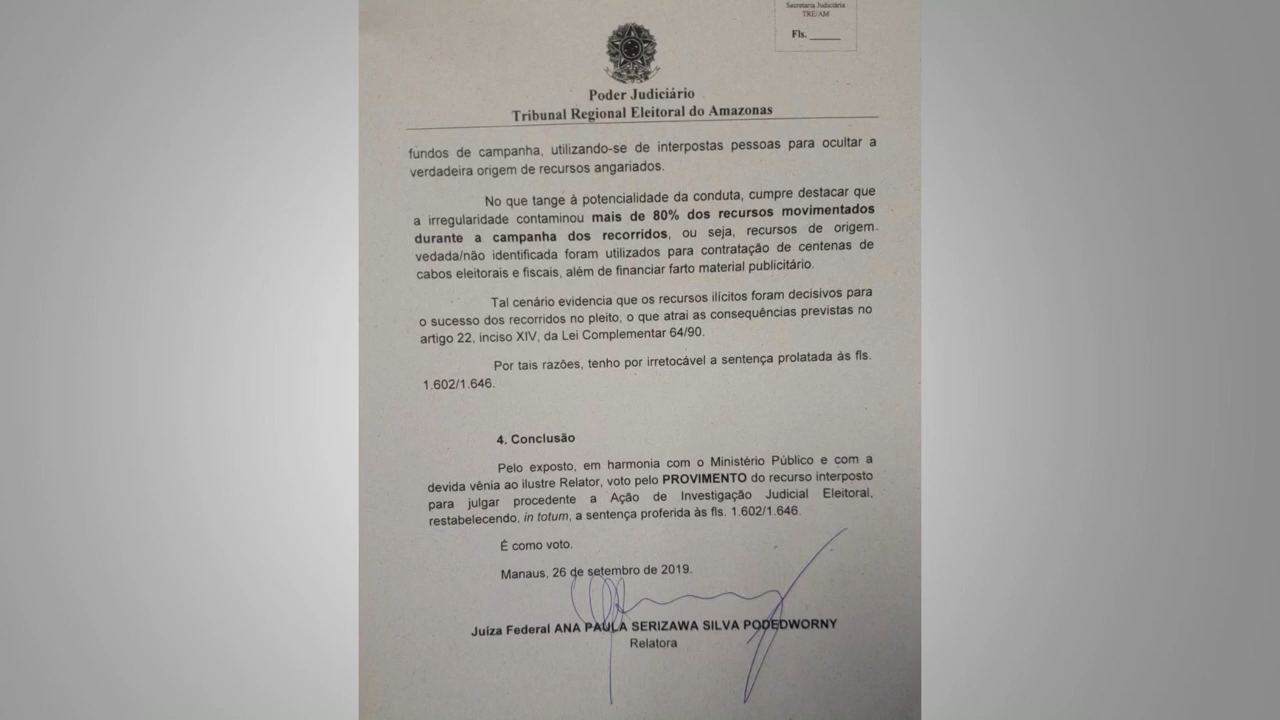 Secretaria Judiciária
TRE/AM
Fls. ______
Poder Judiciário
Tribunal Regional Eleitoral do Amazonas
fundos de campanha, utilizando-se de interpostas pessoas para ocultar a
verdadeira origem de recursos angariados.
No que tange à potencialidade da conduta, cumpre destacar que
a irregularidade contaminou mais de 80% dos recursos movimentados
durante a campanha dos recorridos, ou seja, recursos de origem
vedada/não identificada foram utilizados para contratação de centenas de
cabos eleitorais e fiscais, além de financiar farto material publicitário.
Tal cenário evidencia que os recursos ilícitos foram decisivos para
o sucesso dos recorridos no pleito, o que atrai as consequências previstas no
artigo 22, inciso XIV, da Lei Complementar 64/90.
Por tais razões, tenho por irretocável a sentença prolatada às fls.
1.602/1.646.
4. Conclusão
Pelo exposto, em harmonia com o Ministério Público e com a
devida vênia ao ilustre Relator, voto pelo PROVIMENTO do recurso interposto
para julgar procedente a Ação de Investigação Judicial Eleitoral,
restabelecendo, in totum, a sentença proferida às fls. 1.602/1.646.
É como voto.
Manaus, 26 de setembro de 2019.
Juíza Federal ANA PAULA SERIZAWA SILVA PODEDWORNY
Relatora